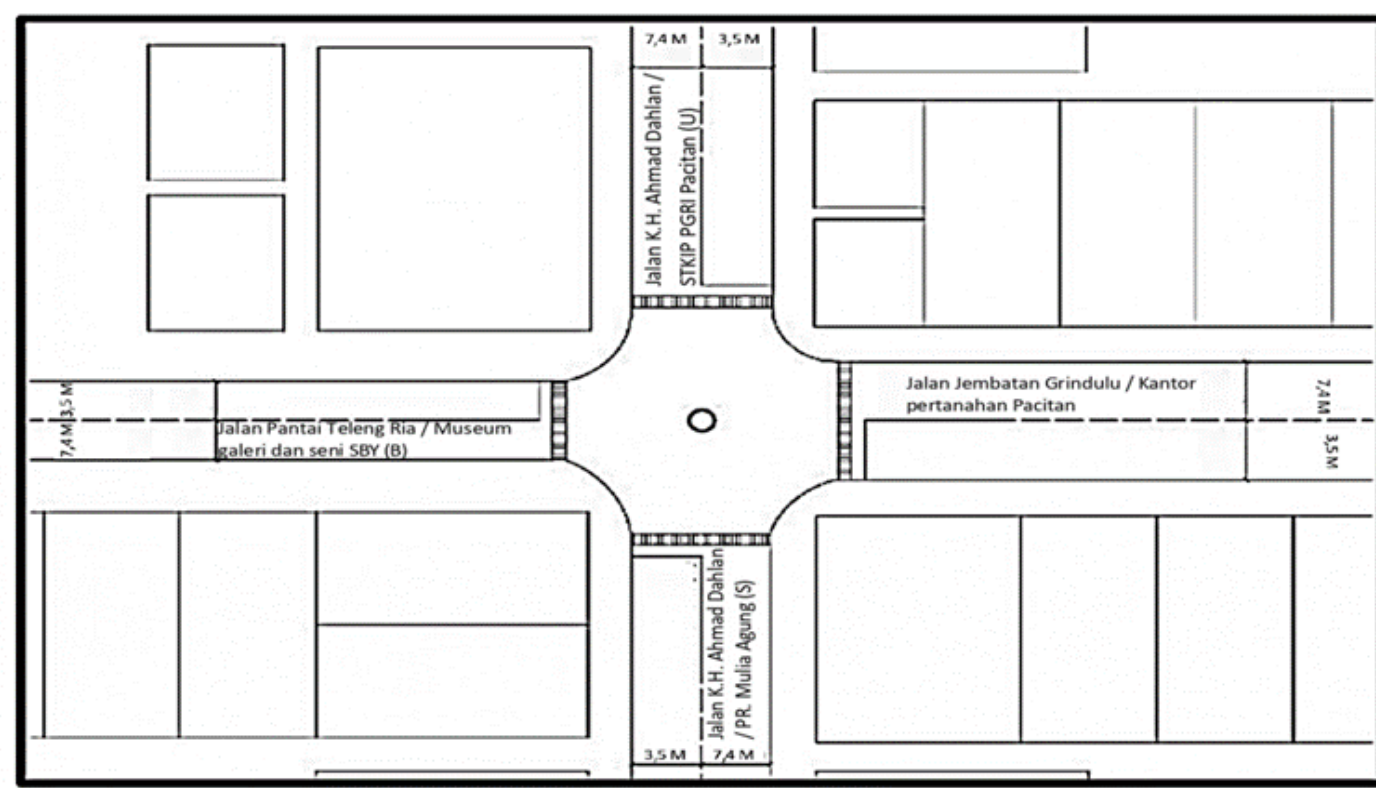 7,4 M 3,5 M
Jalan K.H. Ahmad Dahlan /
STKIP PGRI Pacitan (U)
7,4 M 3,5 M
Jalan Pantai Teleng Ria / Museum
galeri dan seni SBY (B)
Jalan Jembatan Grindulu / Kantor
pertanahan Pacitan
7,4 M
3,5 M
Jalan K.H. Ahmad Dahlan
/ PR. Mulia Agung (S)
3,5 M 7,4 M